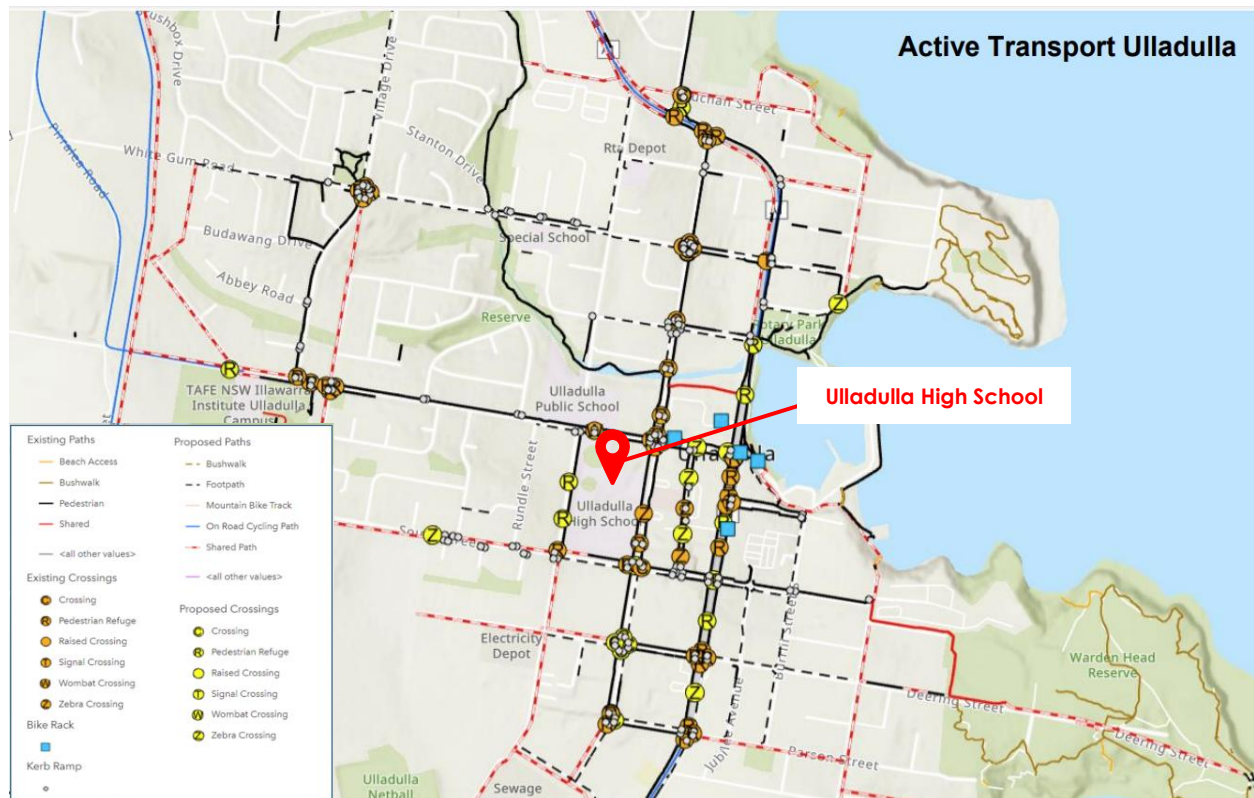 Active Transport Ulladulla
Village Drive
Pirralea Road
White Gum Road
Stanton Drive
Rta Depot
Special School
Budawang Drive
Abbey Road
Reserve
Ulladulla
Public School
TAFE NSW Illawarra
Institute Ulladulla
Campus
Ulladulla High School
Rundle Street
Ulladulla
High School
Electricity
Depot
Warden Head
Reserve
Deering Street
Deering Street
Jubilee Avenue
Parson Street
Ulladulla
Netball
Sewage
R
R
R
R
Z
R
R
R
R
Z
Z
Z
Z
Z
R
R
R
R
R
Z
Existing Paths
Beach Access
Bushwalk
Pedestrian
Shared
<all other values>
Existing Crossings
C Crossing
R Pedestrian Refuge
Raised Crossing
T Signal Crossing
W Wombat Crossing
Z Zebra Crossing
Bike Rack
Kerb Ramp
Proposed Paths
Bushwalk
Footpath
Mountain Bike Track
On Road Cycling Path
Shared Path
<all other values>
Proposed Crossings
C Crossing
R Pedestrian Refuge
Raised Crossing
T Signal Crossing
W Wombat Crossing
Z Zebra Crossing